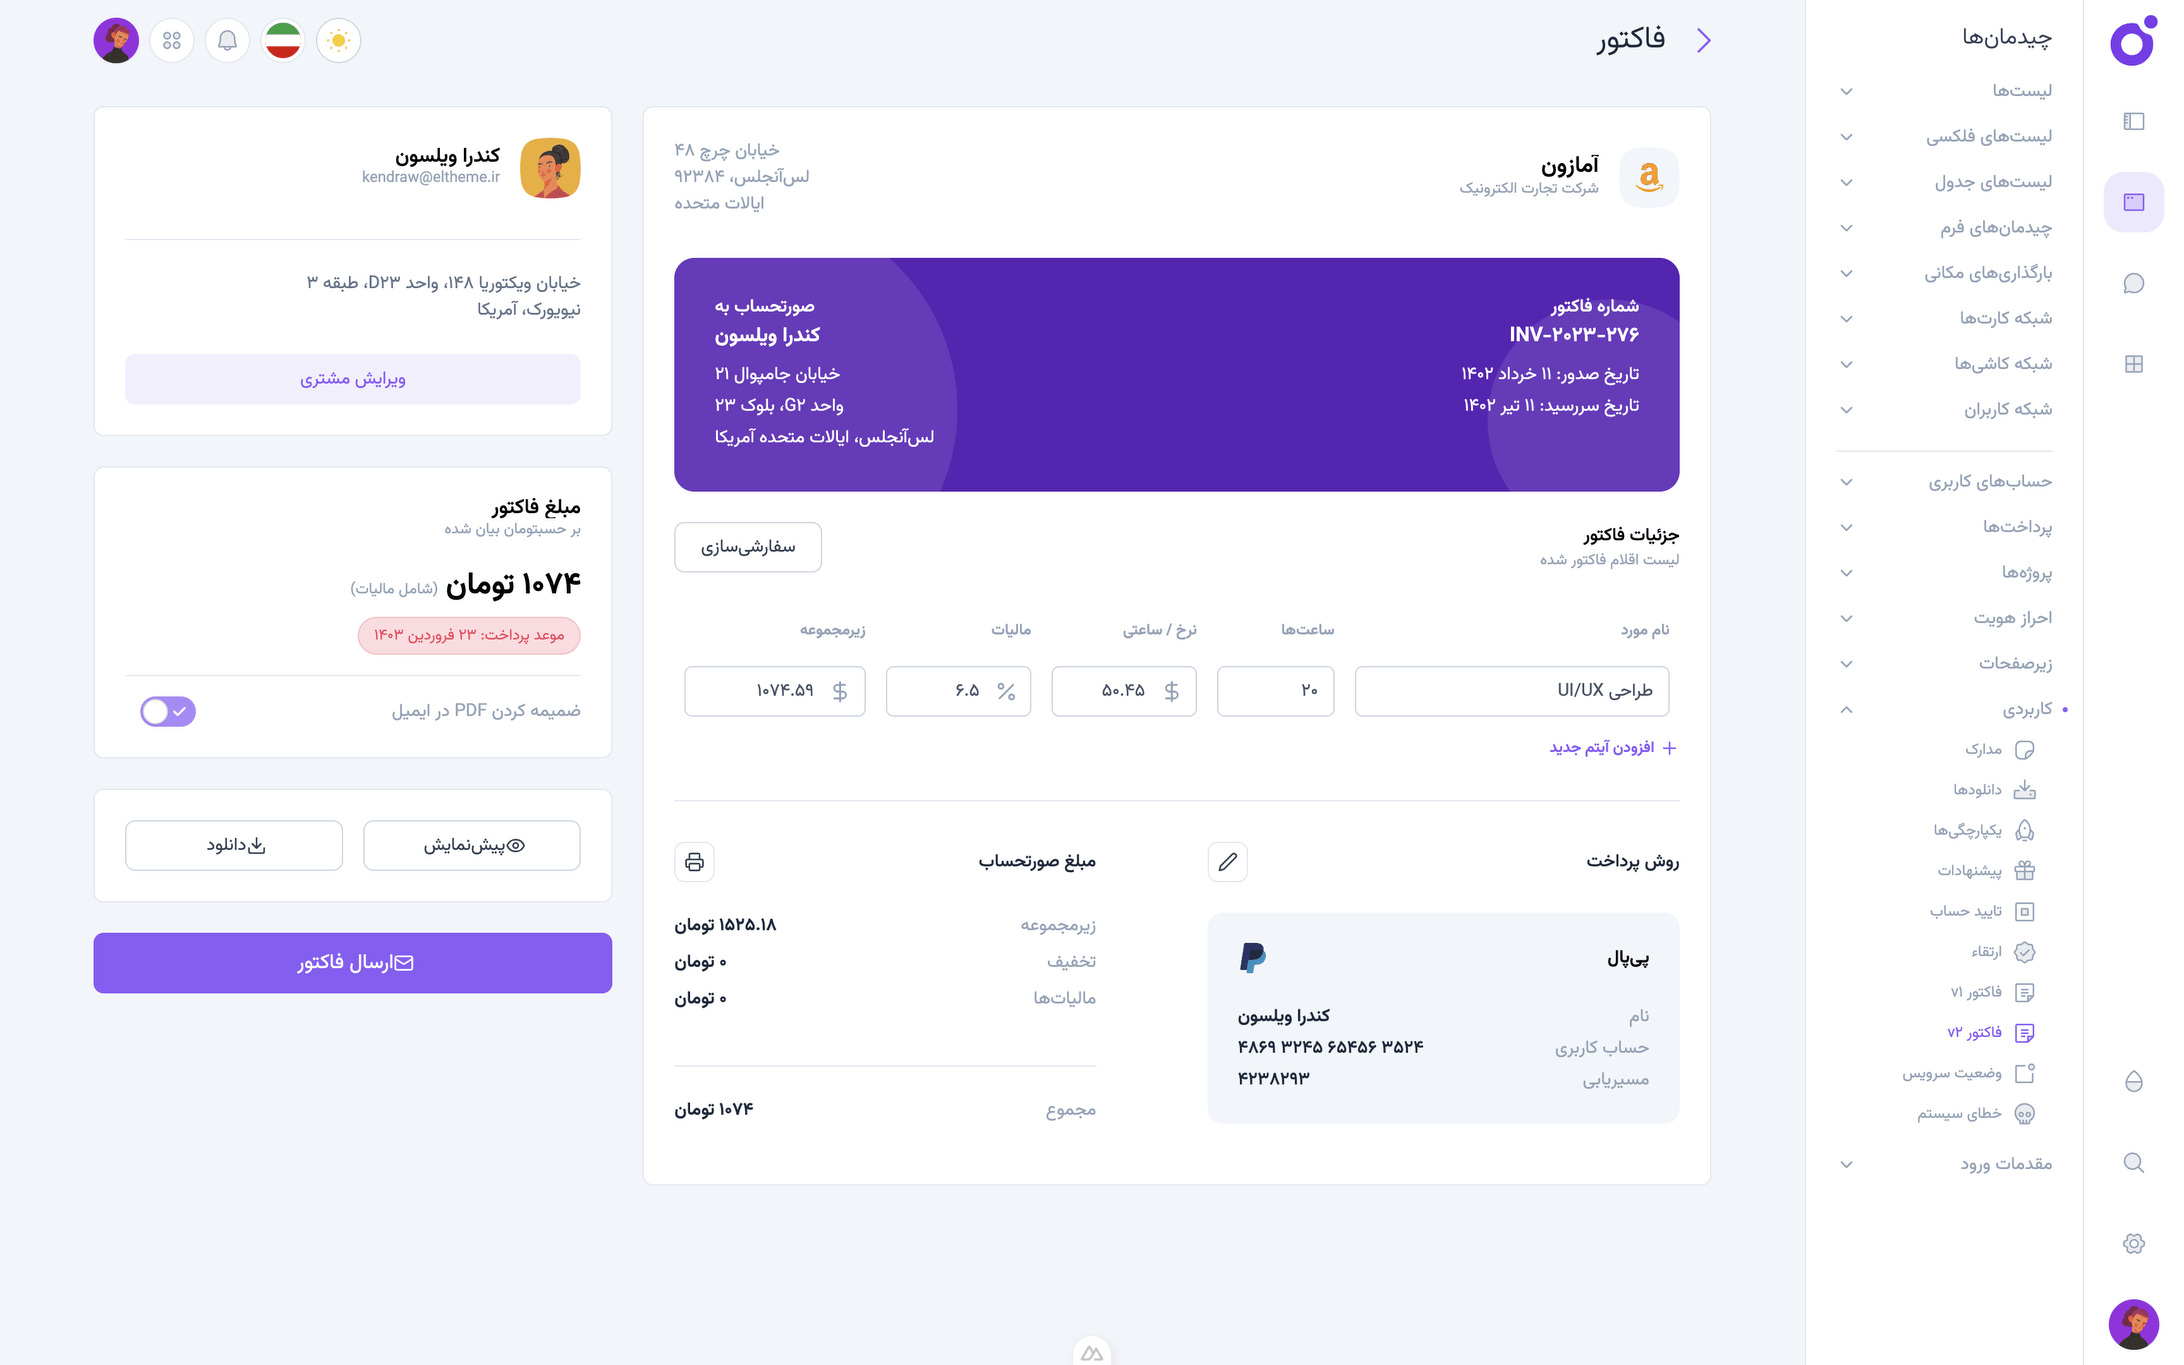 چیدمان‌ها
لیست‌ها
لیست‌های فلکسی
لیست‌های جدول
چیدمان‌های فرم
بارگذاری‌های مکانی
شبکه کارت‌ها
شبکه کاشی‌ها
شبکه کاربران
حساب‌های کاربری
پرداخت‌ها
پروژه‌ها
احراز هویت
زیرصفحات
کاربردی
مدارک
دانلودها
یکپارچگی‌ها
پیشنهادات
تایید حساب
ارتقاء
فاکتور v۱
فاکتور v۲
وضعیت سرویس
خطای سیستم
مقدمات ورود
فاکتور
آمازون
شرکت تجارت الکترونیک
خیابان چرچ ۴۸
لس‌آنجلس، ۹۲۳۸۴
ایالات متحده
شماره فاکتور
INV-۲۰۲۳-۲۷۶
تاریخ صدور: ۱۱ خرداد ۱۴۰۲
تاریخ سررسید: ۱۱ تیر ۱۴۰۲
صورتحساب به
کندرا ویلسون
خیابان جامپوال ۲۱
واحد G۲، بلوک ۲۳
لس‌آنجلس، ایالات متحده آمریکا
جزئیات فاکتور
لیست اقلام فاکتور شده
سفارشی‌سازی
نام مورد ساعت‌ها نرخ / ساعتی مالیات زیرمجموعه
طراحی UI/UX ۲۰ $ ۵۰.۴۵ % ۶.۵ $ ۱۰۷۴.۵۹
+ افزودن آیتم جدید
روش پرداخت
پی‌پال
نام کندرا ویلسون
حساب کاربری ۴۸۶۹ ۳۲۴۵ ۶۵۴۵۶ ۳۵۲۴
مسیریابی ۴۲۳۸۲۹۳
مبلغ صورتحساب
زیرمجموعه ۱۵۲۵.۱۸ تومان
تخفیف ۰ تومان
مالیات‌ها ۰ تومان
مجموع ۱۰۷۴ تومان
کندرا ویلسون
kendraw@eltheme.ir
خیابان ویکتوریا ۱۴۸، واحد D۲۳، طبقه ۳
نیویورک، آمریکا
ویرایش مشتری
مبلغ فاکتور
بر حسبتومان بیان شده
۱۰۷۴ تومان (شامل مالیات)
موعد پرداخت: ۲۳ فروردین ۱۴۰۳
ضمیمه کردن PDF در ایمیل
پیش‌نمایش
دانلود
ارسال فاکتور